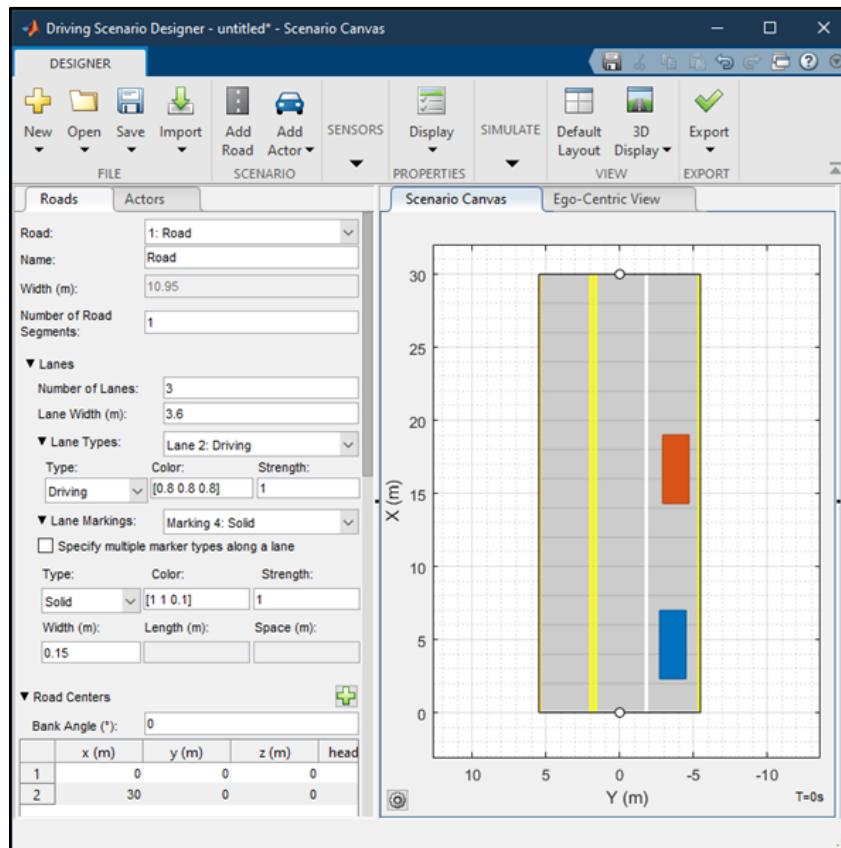 Driving Scenario Designer - untitled* - Scenario Canvas
DESIGNER
New Open Save Import Add Road Add Actor SENSORS Display SIMULATE Default Layout 3D Display Export
FILE SCENARIO PROPERTIES VIEW EXPORT
Roads Actors
Road: 1: Road
Name: Road
Width (m): 10.95
Number of Road Segments: 1
Lanes
Number of Lanes: 3
Lane Width (m): 3.6
Lane Types: Lane 2: Driving
Type: Color: Strength:
Driving [0.8 0.8 0.8] 1
Lane Markings: Marking 4: Solid
Specify multiple marker types along a lane
Type: Color: Strength:
Solid [1 1 0.1] 1
Width (m): Length (m): Space (m):
0.15
Road Centers
Bank Angle (°): 0
x (m) y (m) z (m) head
1 0 0 0
2 30 0 0
Scenario Canvas Ego-Centric View
30
25
20
15
10
5
0
X (m)
10 5 0 -5 -10
Y (m)
T=0s